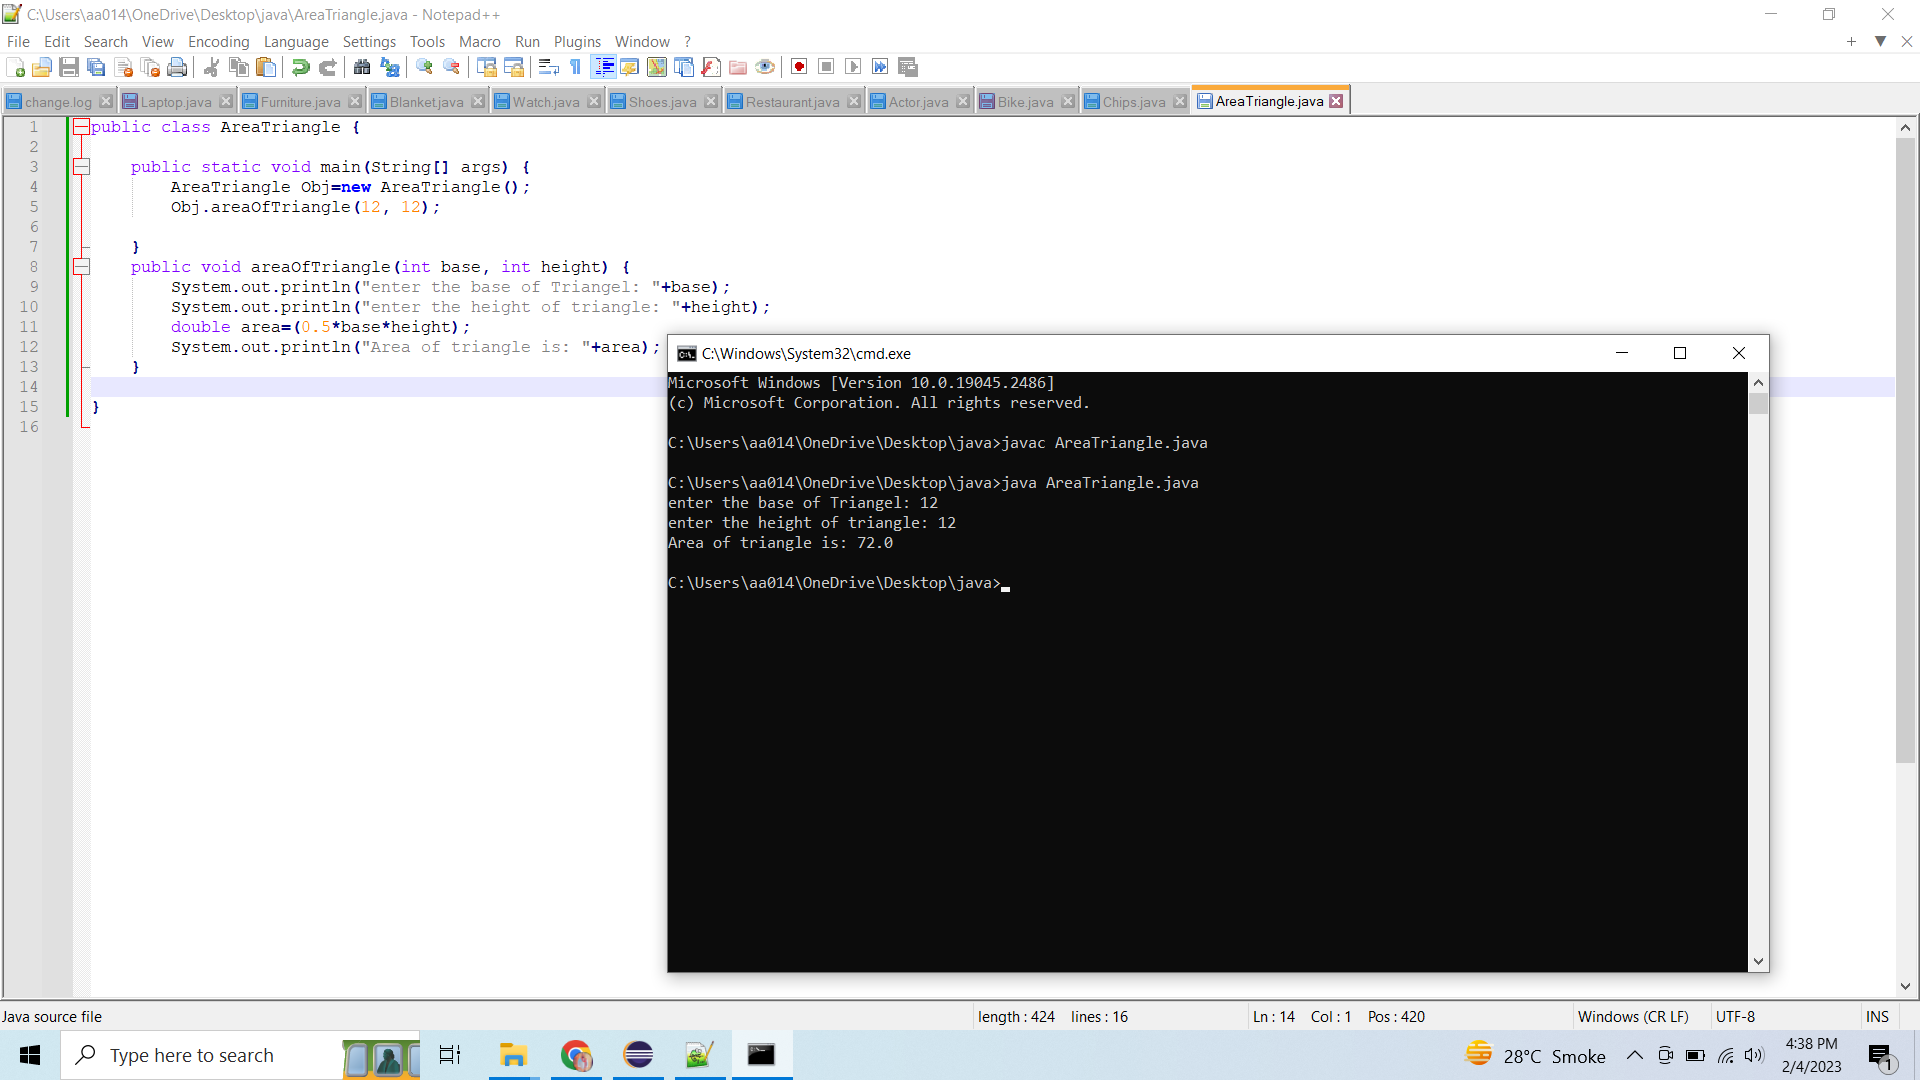 C:\Users\aa014\OneDrive\Desktop\java\AreaTriangle.java - Notepad++
File Edit Search View Encoding Language Settings Tools Macro Run Plugins Window ?
change.log Laptop.java Furniture.java Blanket.java Watch.java Shoes.java Restaurant.java Actor.java Bike.java Chips.java AreaTriangle.java
1 public class AreaTriangle {
2
3 public static void main(String[] args) {
4 AreaTriangle Obj=new AreaTriangle();
5 Obj.areaOfTriangle(12, 12);
6
7 }
8 public void areaOfTriangle(int base, int height) {
9 System.out.println("enter the base of Triangel: "+base);
10 System.out.println("enter the height of triangle: "+height);
11 double area=(0.5*base*height);
12 System.out.println("Area of triangle is: "+area);
13 }
14
15 }
16
C:\Windows\System32\cmd.exe
Microsoft Windows [Version 10.0.19045.2486]
(c) Microsoft Corporation. All rights reserved.
C:\Users\aa014\OneDrive\Desktop\java>javac AreaTriangle.java
C:\Users\aa014\OneDrive\Desktop\java>java AreaTriangle.java
enter the base of Triangel: 12
enter the height of triangle: 12
Area of triangle is: 72.0
C:\Users\aa014\OneDrive\Desktop\java>
Java source file length : 424 lines : 16 Ln : 14 Col : 1 Pos : 420 Windows (CR LF) UTF-8 INS
Type here to search
28°C Smoke
4:38 PM
2/4/2023
1